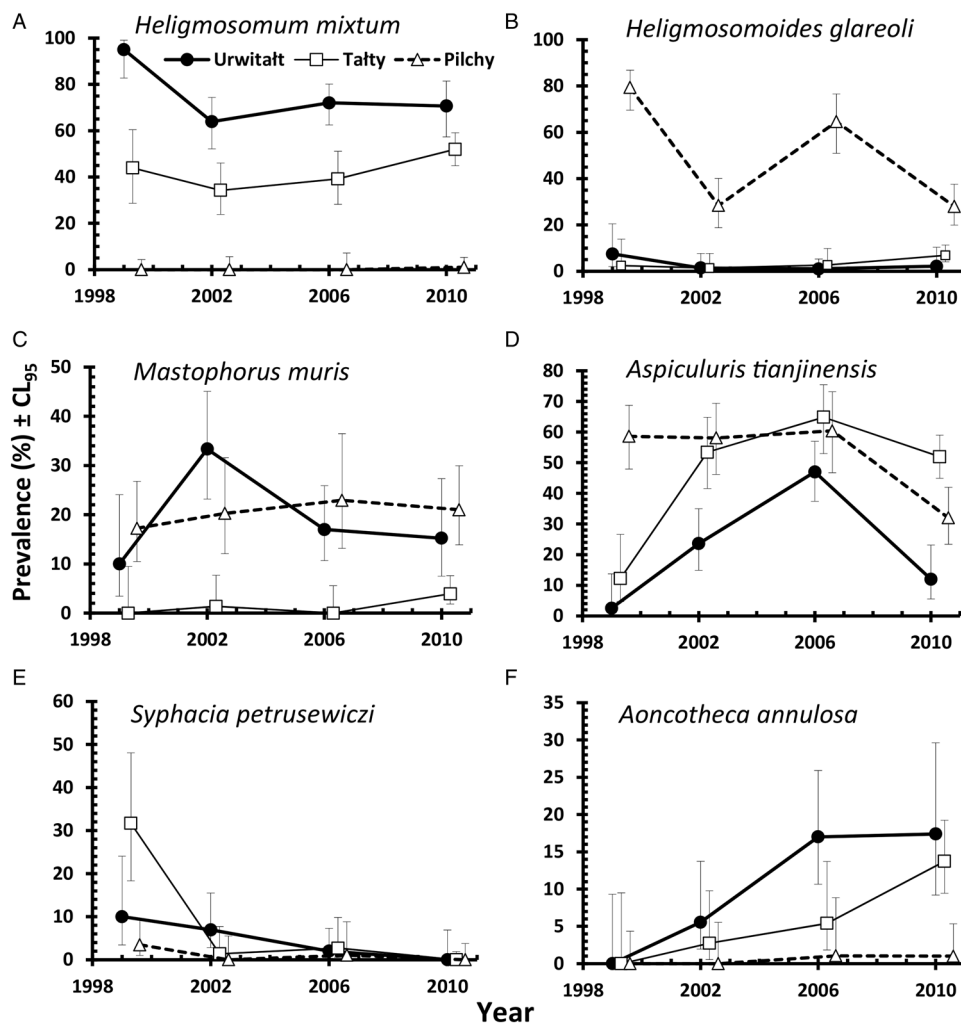 A
Heligmosomum mixtum
Urwitałt Tałty Pilchy
100
80
60
40
20
0
1998 2002 2006 2010
B
Heligmosomoides glareoli
100
80
60
40
20
0
1998 2002 2006 2010
C
Mastophorus muris
50
40
30
20
10
0
1998 2002 2006 2010
D
Aspiculuris tianjinensis
80
70
60
50
40
30
20
10
0
1998 2002 2006 2010
Prevalence (%) ± CL95
E
Syphacia petrusewiczi
60
50
40
30
20
10
0
1998 2002 2006 2010
F
Aoncotheca annulosa
35
30
25
20
15
10
5
0
1998 2002 2006 2010
Year